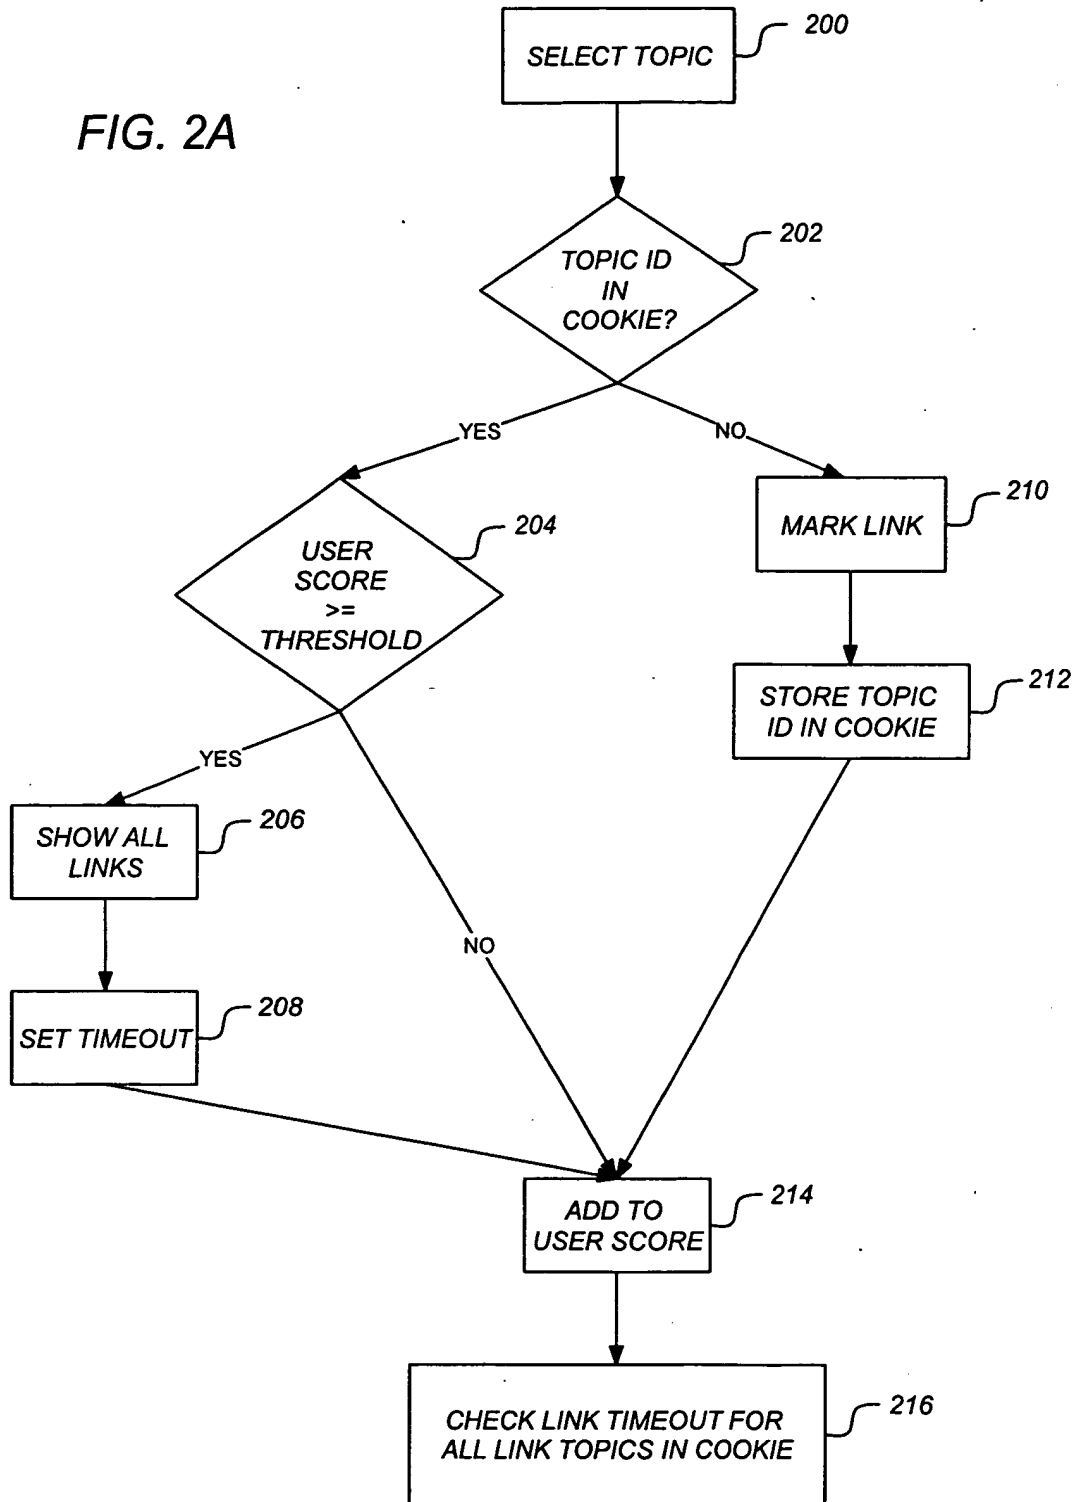 200
SELECT TOPIC
FIG. 2A
202
TOPIC ID
IN
COOKIE?
YES
NO
204
USER
SCORE
>=
THRESHOLD
210
MARK LINK
212
STORE TOPIC
ID IN COOKIE
YES
206
SHOW ALL
LINKS
NO
208
SET TIMEOUT
214
ADD TO
USER SCORE
216
CHECK LINK TIMEOUT FOR
ALL LINK TOPICS IN COOKIE